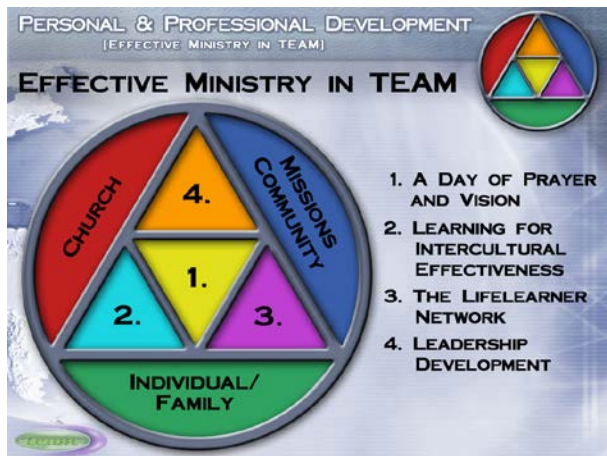 Personal & Professional Development
[Effective Ministry in TEAM]
Effective Ministry in TEAM
Church
Missions
Community
4.
1.
2.
3.
Individual/
Family
1. A Day of Prayer
and Vision
2. Learning for
Intercultural
Effectiveness
3. The Lifelearner
Network
4. Leadership
Development